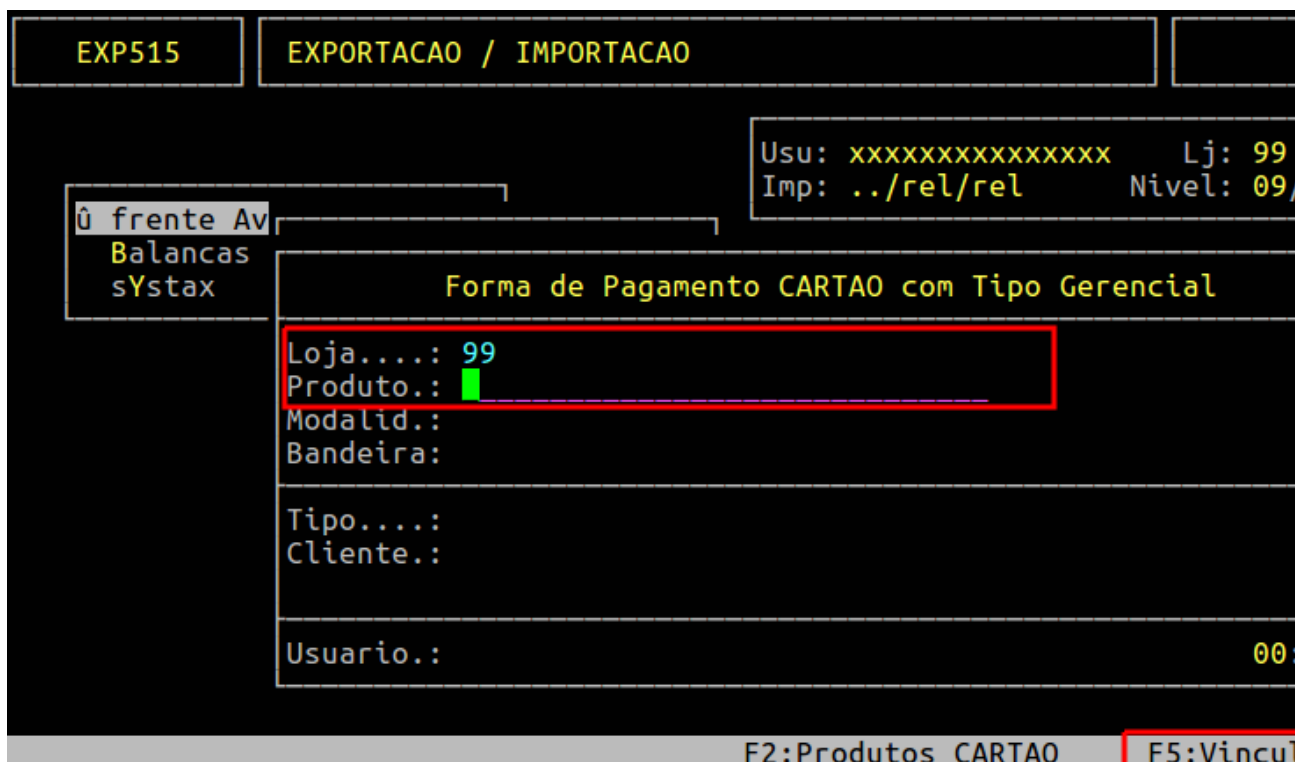 EXP515 EXPORTACAO / IMPORTACAO
Usu: xxxxxxxxxxxxxxx Lj: 99
Imp: ../rel/rel Nivel: 09/
û frente Av
Balancas
sYstax
Forma de Pagamento CARTAO com Tipo Gerencial
Loja....: 99
Produto.: ______________________________
Modalid.:
Bandeira:
Tipo....:
Cliente.:
Usuario.: 00:
F2:Produtos CARTAO F5:Vincul